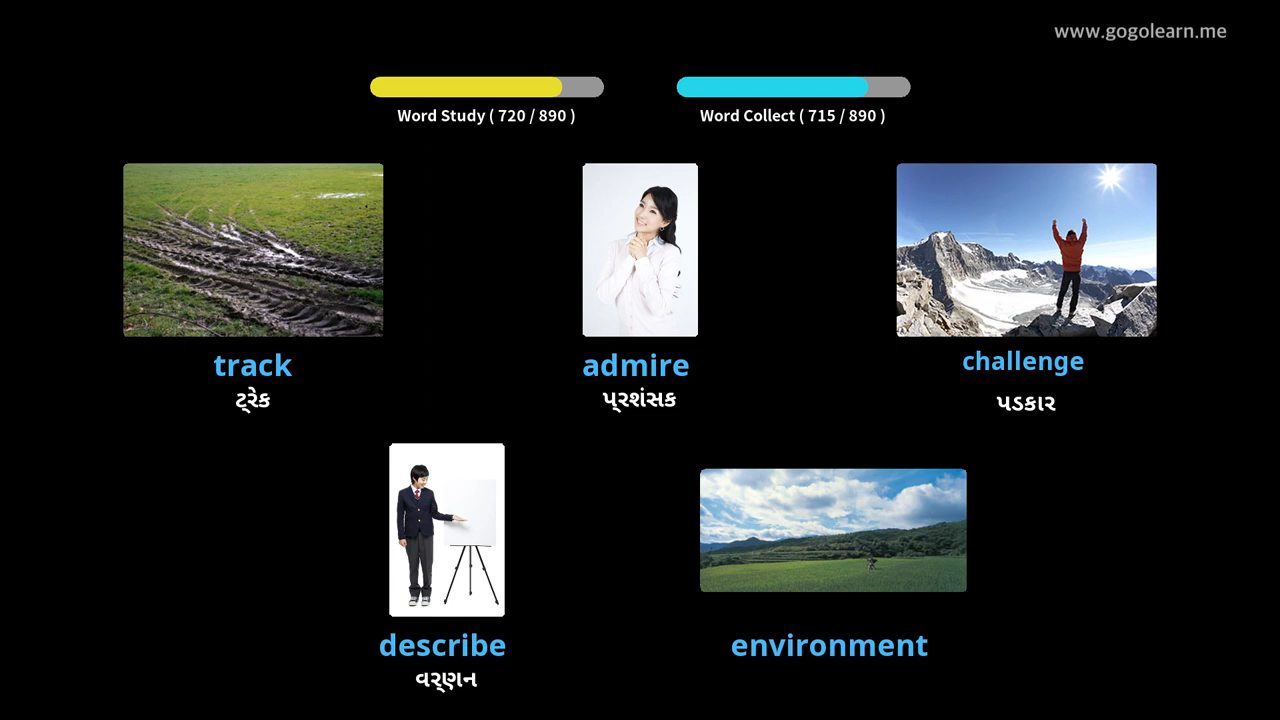 www.gogolearn.me
Word Study ( 720 / 890 )
Word Collect ( 715 / 890 )
track
ટ્રેક
admire
પ્રશંસક
challenge
પડકાર
describe
વર્ણન
environment